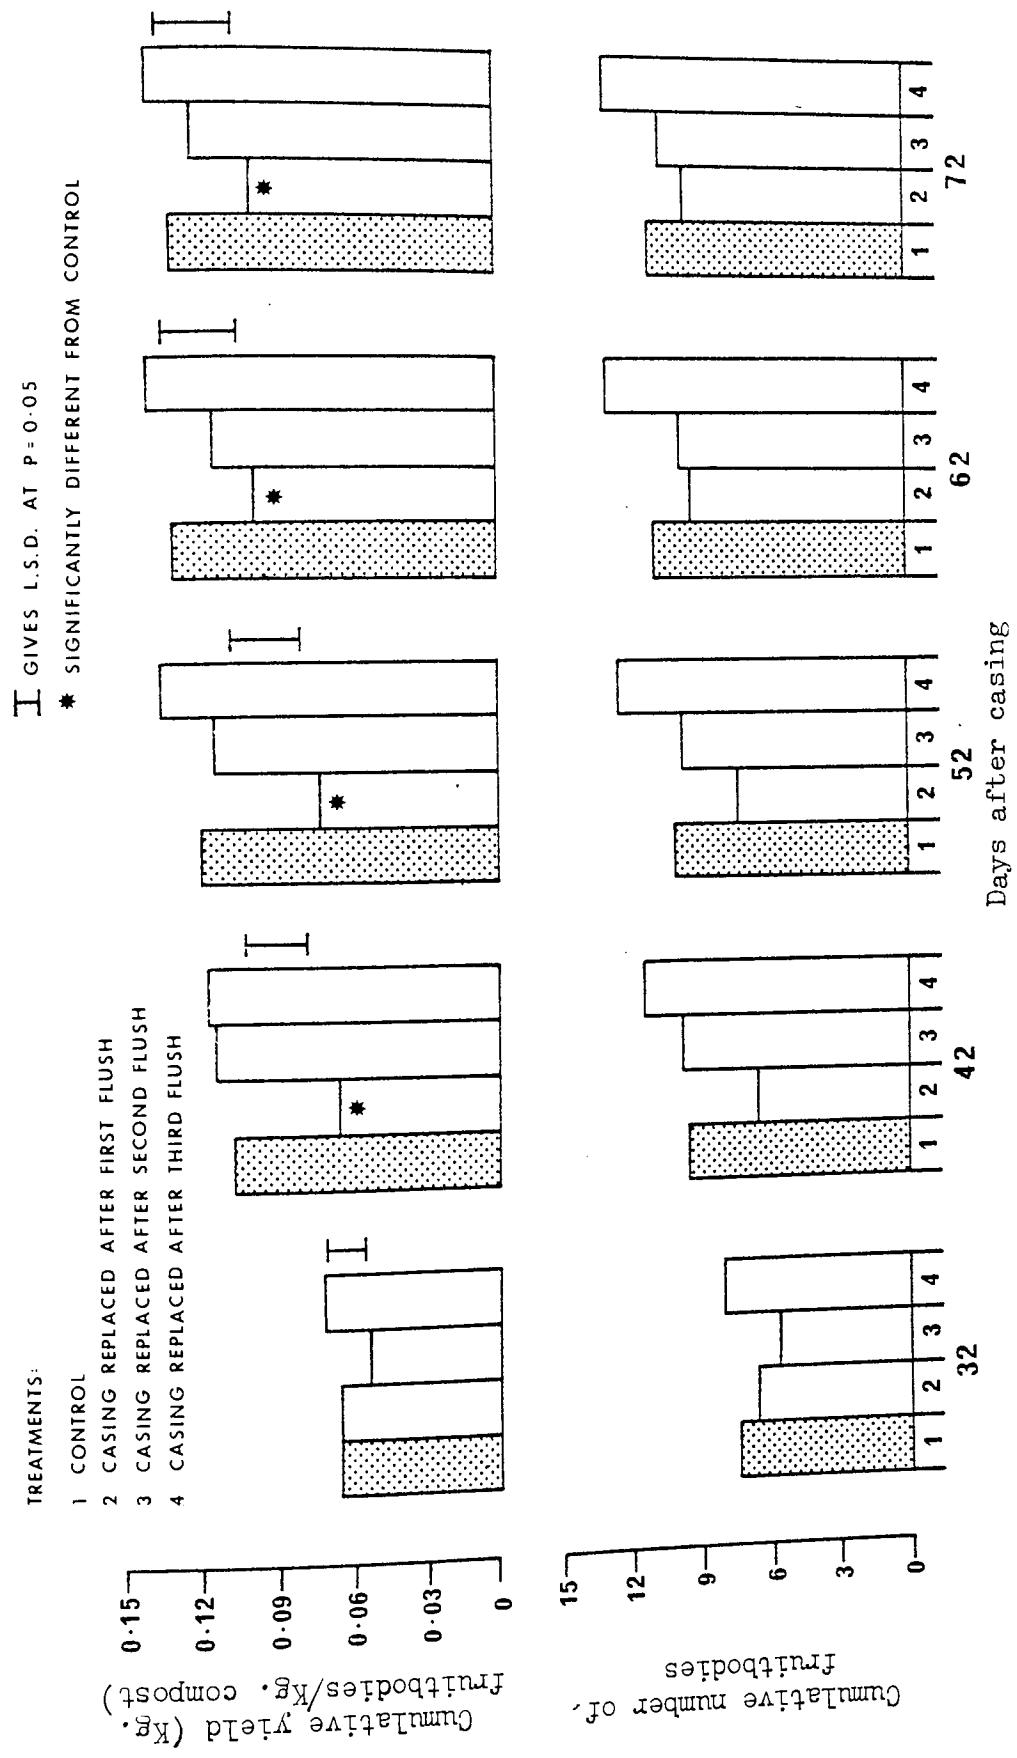 I GIVES L.S.D. AT P = 0·05
* SIGNIFICANTLY DIFFERENT FROM CONTROL
TREATMENTS:
1 CONTROL
2 CASING REPLACED AFTER FIRST FLUSH
3 CASING REPLACED AFTER SECOND FLUSH
4 CASING REPLACED AFTER THIRD FLUSH
Cumulative yield (Kg.
fruitbodies/Kg. compost)
0·15
0·12
0·09
0·06
0·03
0
* * * *
Cumulative number of
fruitbodies
15
12
9
6
3
0
1 2 3 4 1 2 3 4 1 2 3 4 1 2 3 4 1 2 3 4
32 42 52 62 72
Days after casing